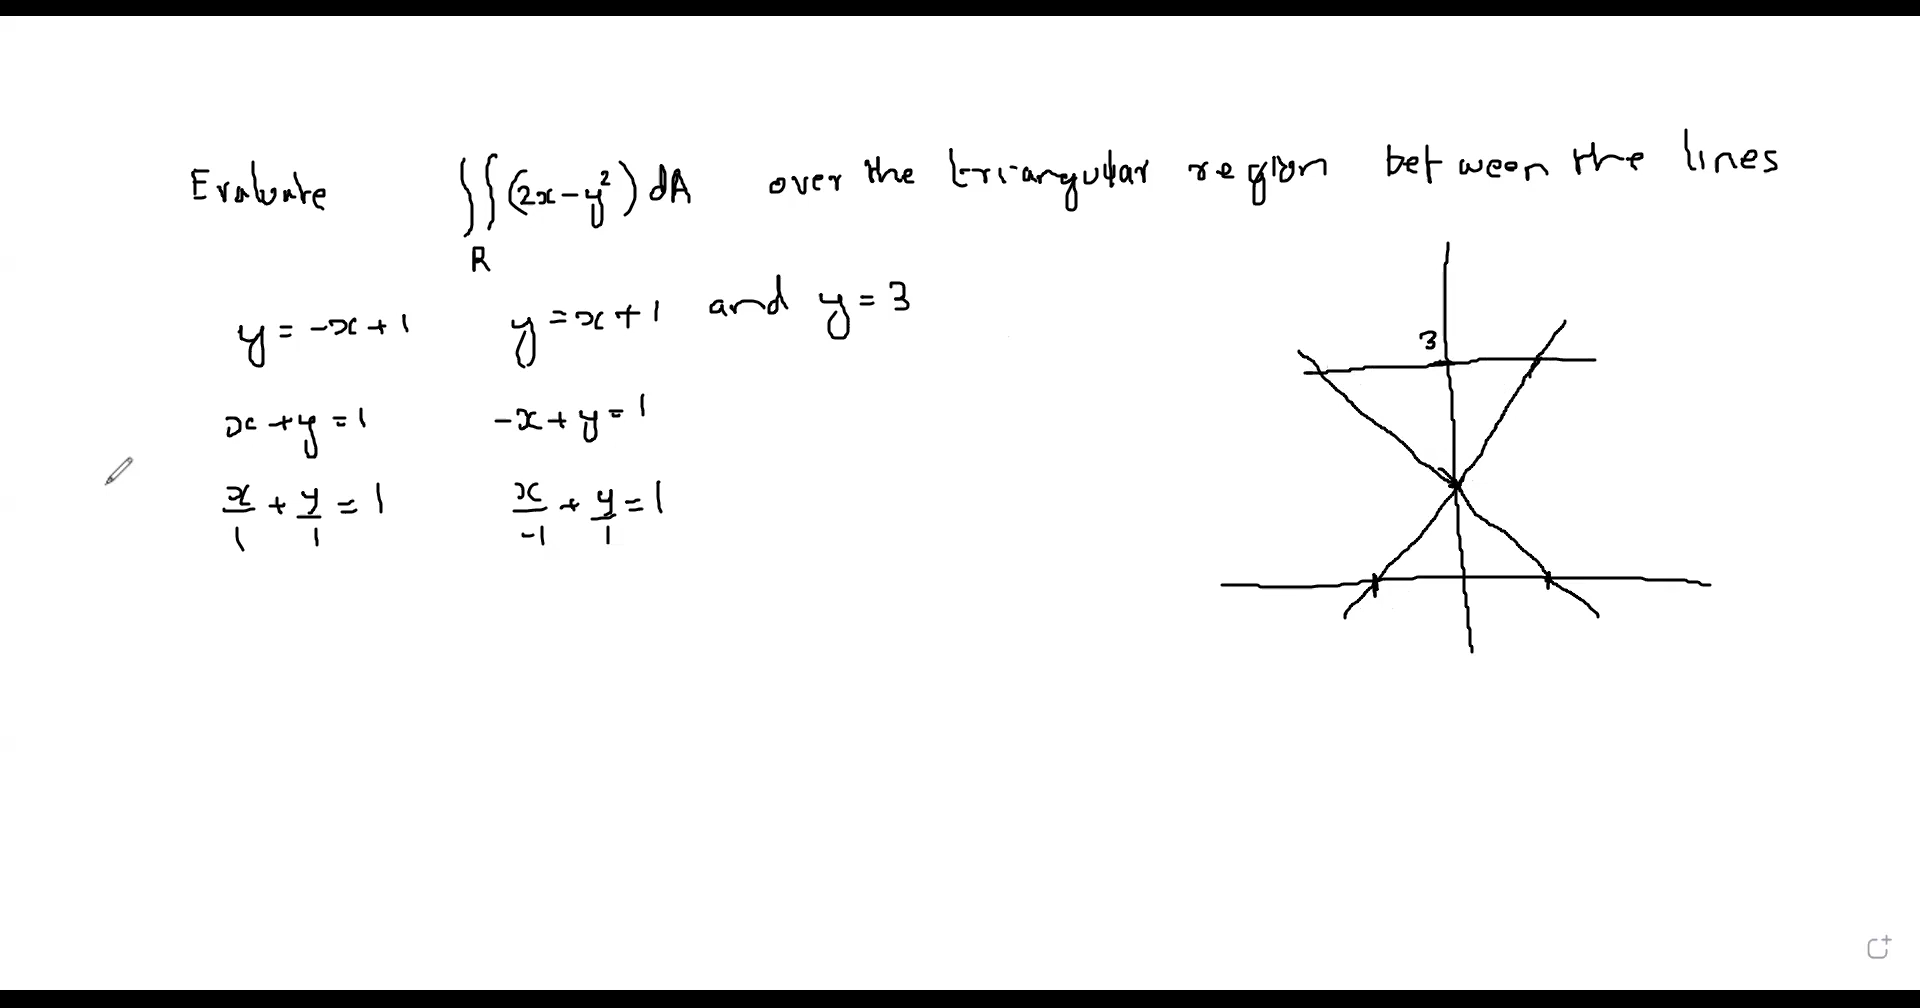 Evaluate ∬_R (2x - y²) dA over the triangular region between the lines
y = -x + 1 y = x + 1 and y = 3
x + y = 1 -x + y = 1
x/1 + y/1 = 1 x/-1 + y/1 = 1
3